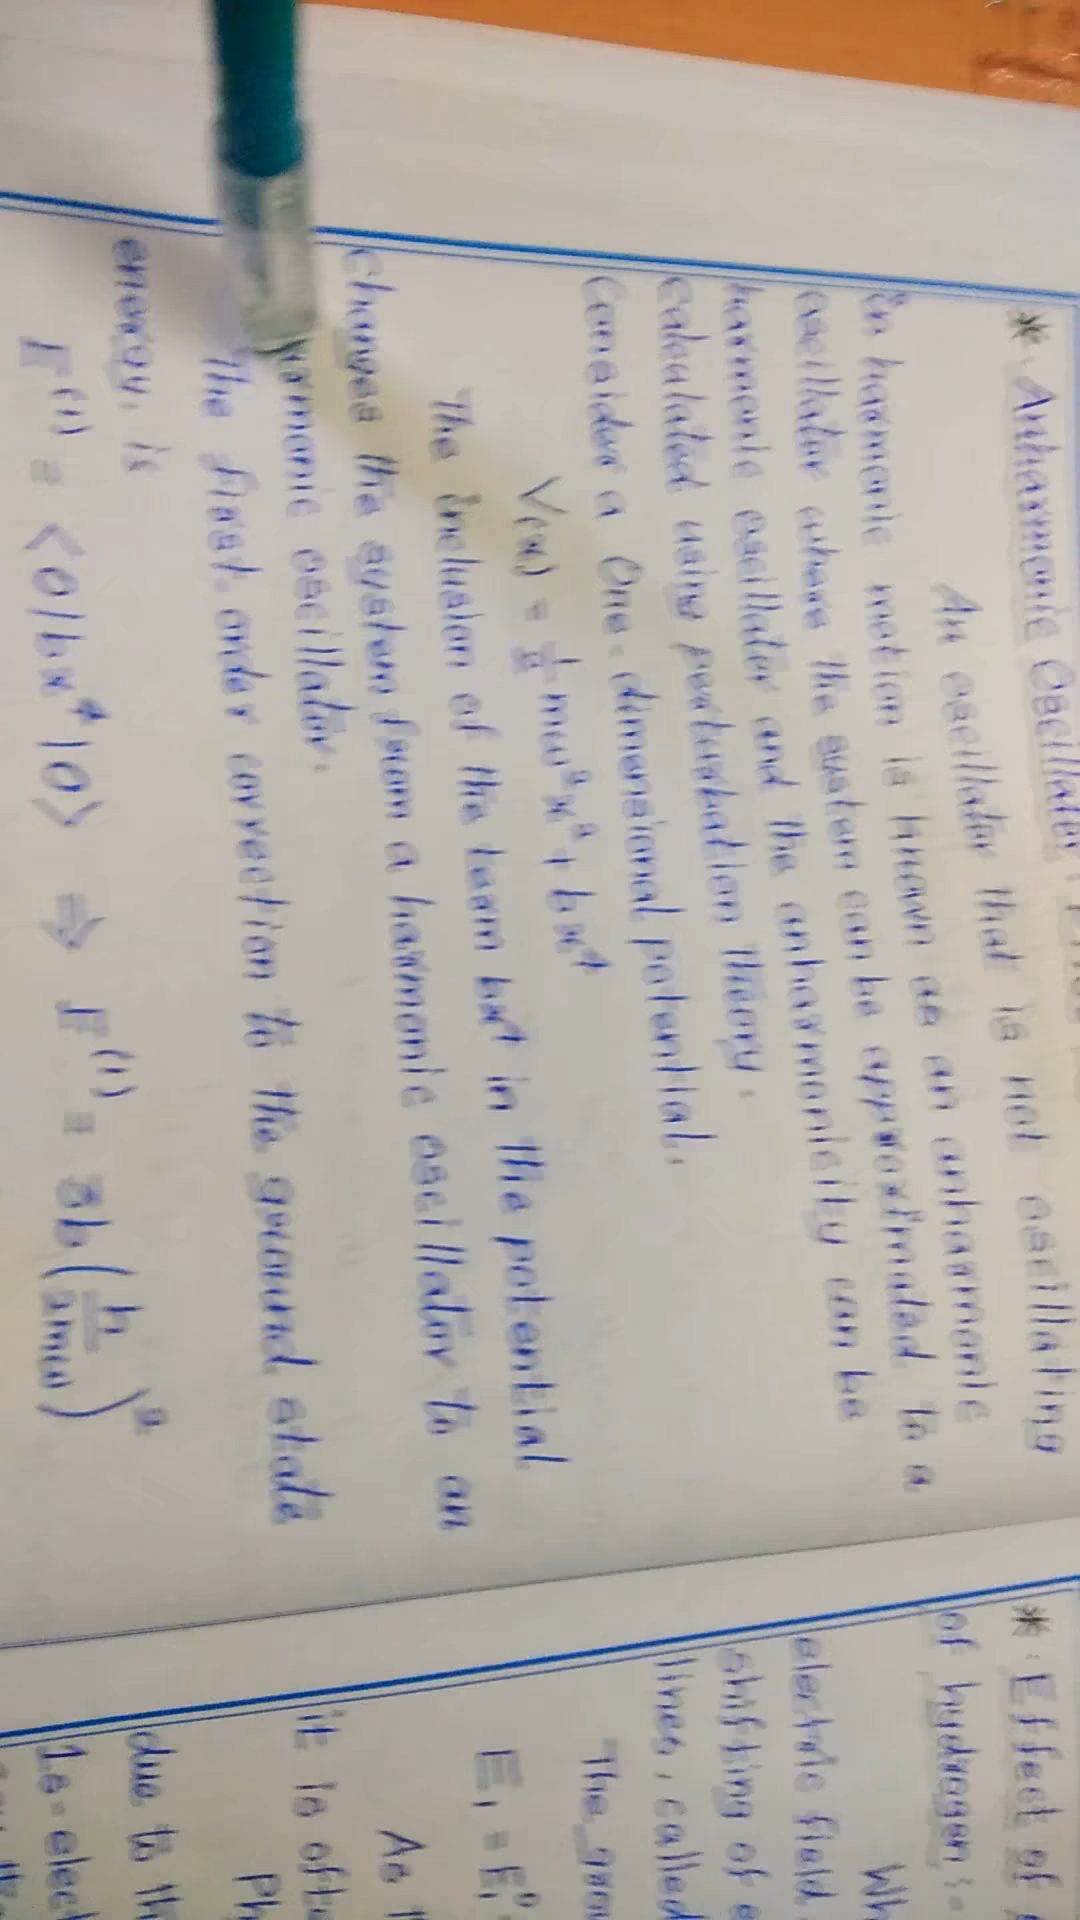 * Anharmonic Oscillator
An oscillator that is not oscillating
in harmonic motion is known as an anharmonic
oscillator where the system can be approximated to a
harmonic oscillator and the anharmonicity can be
calculated using perturbation theory.
Consider a One-dimensional potential,
V(x) = 1/2 mω²x² + bx⁴
The inclusion of the term bx⁴ in the potential
changes the system from a harmonic oscillator to an
oscillator.
The first order correction to the ground state
energy, is
E⁽¹⁾ = <0|bx⁴|0> ⇒ E⁽¹⁾ = 3b(ħ/2mω)²
* Effect of
of hydrogen :-
Wh
electric field
shifting of
lines, called
The
E₁ = E₁⁰
As
it is
Ph
due to th
1s-elec